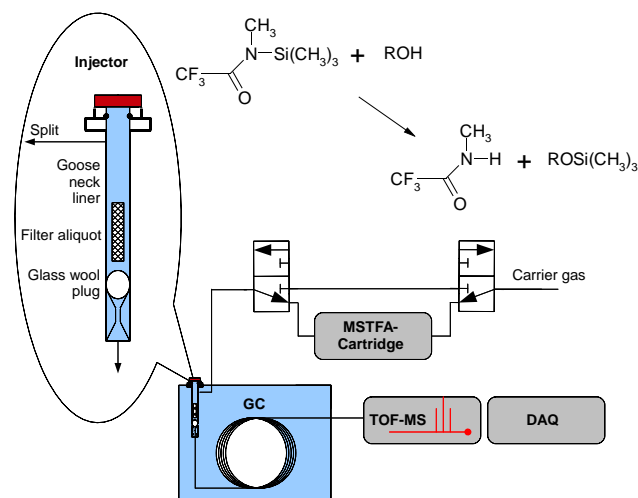 Injector
Split
Goose
neck
liner
Filter aliquot
Glass wool
plug
CH3
N
Si(CH3)3
CF3
O
+
ROH
CH3
N
H
CF3
O
+
ROSi(CH3)3
Carrier gas
MSTFA-
Cartridge
GC
TOF-MS
DAQ